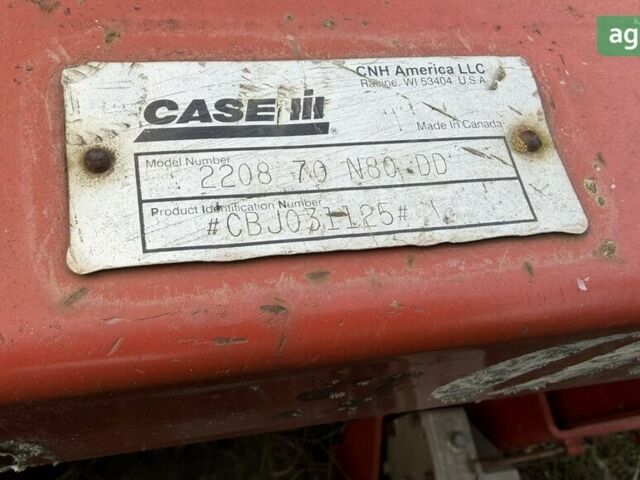 ag
CNH America LLC
Racine, WI 53404 U.S.A.
CASE IH
Made in Canada
Model Number
2208 70 N80 DD
Product Identification Number
#CBJ031125#